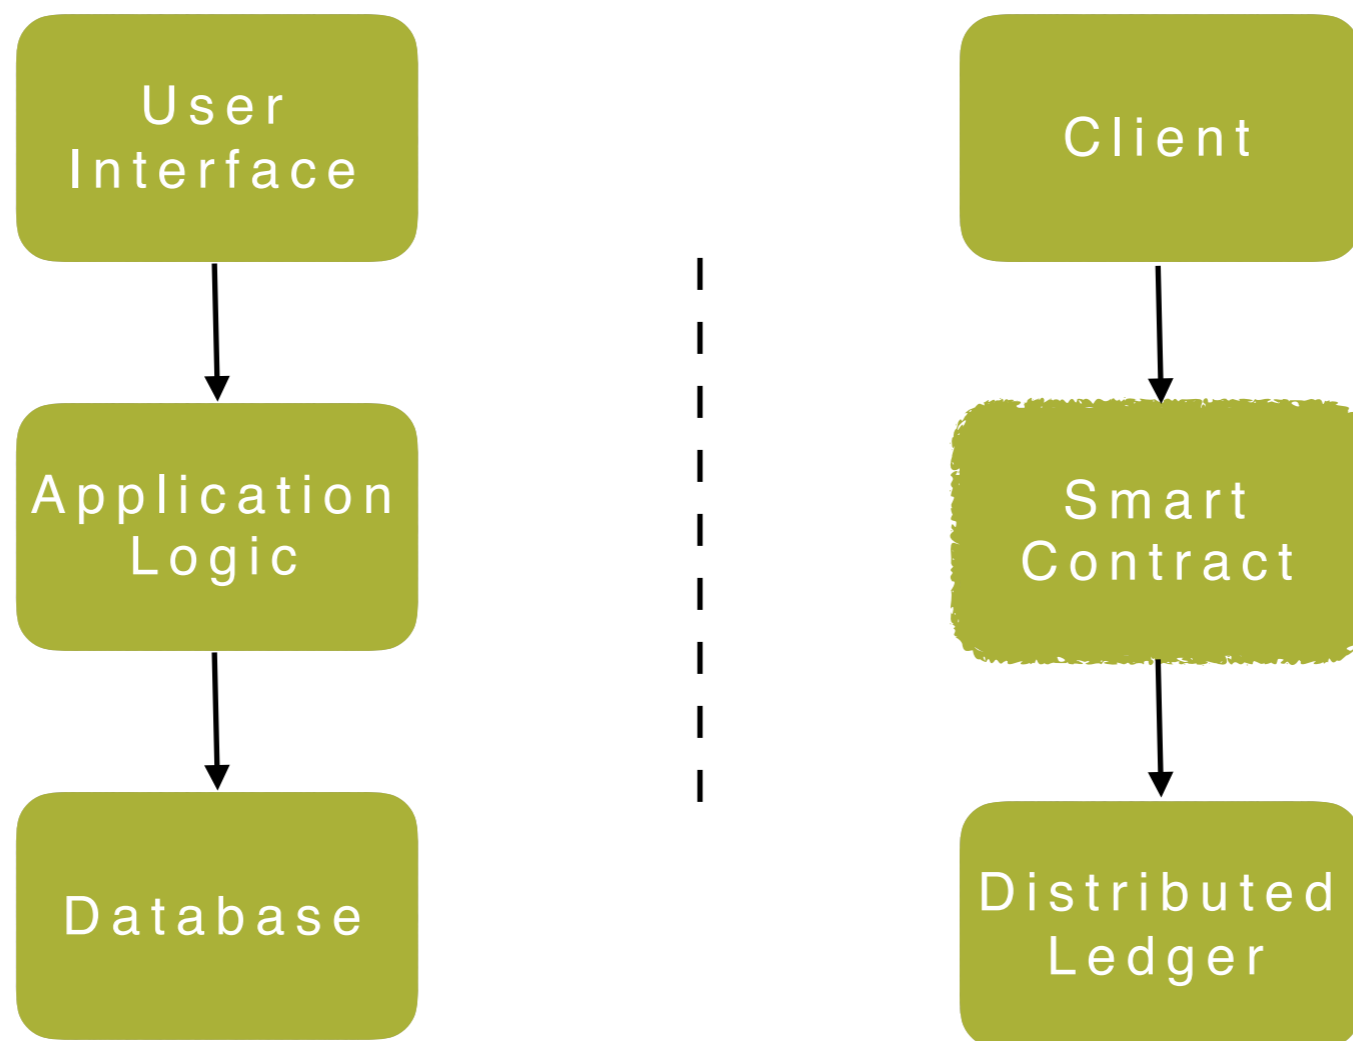 User
Interface
Application
Logic
Database
Client
Smart
Contract
Distributed
Ledger